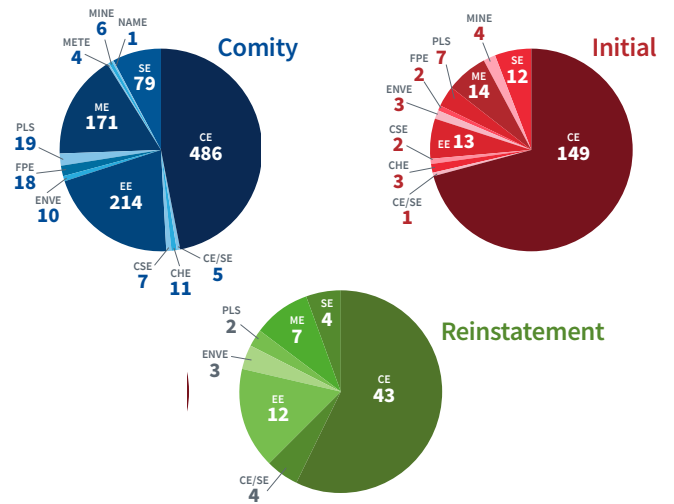 Comity
MINE
6
NAME
1
METE
4
SE
79
ME
171
CE
486
PLS
19
FPE
18
EE
214
ENVE
10
CSE
7
CHE
11
CE/SE
5
Initial
MINE
4
PLS
7
SE
12
FPE
2
ME
14
ENVE
3
CSE
2
EE 13
CE
149
CHE
3
CE/SE
1
Reinstatement
SE
4
PLS
2
ME
7
ENVE
3
CE
43
EE
12
CE/SE
4